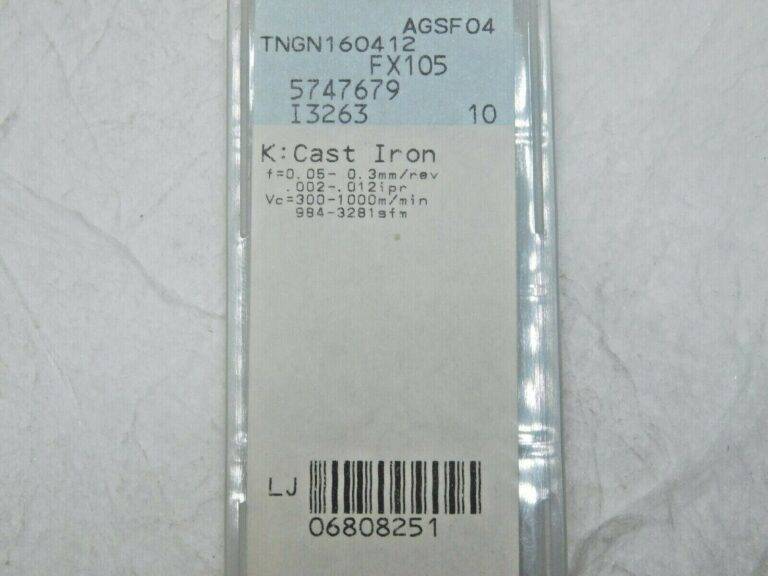 AGSF04
TNGN160412
FX105
5747679
I3263 10
K:Cast Iron
f=0.05- 0.3mm/rev
.002-.012ipr
Vc=300-1000m/min
984-3281sfm
LJ
06808251